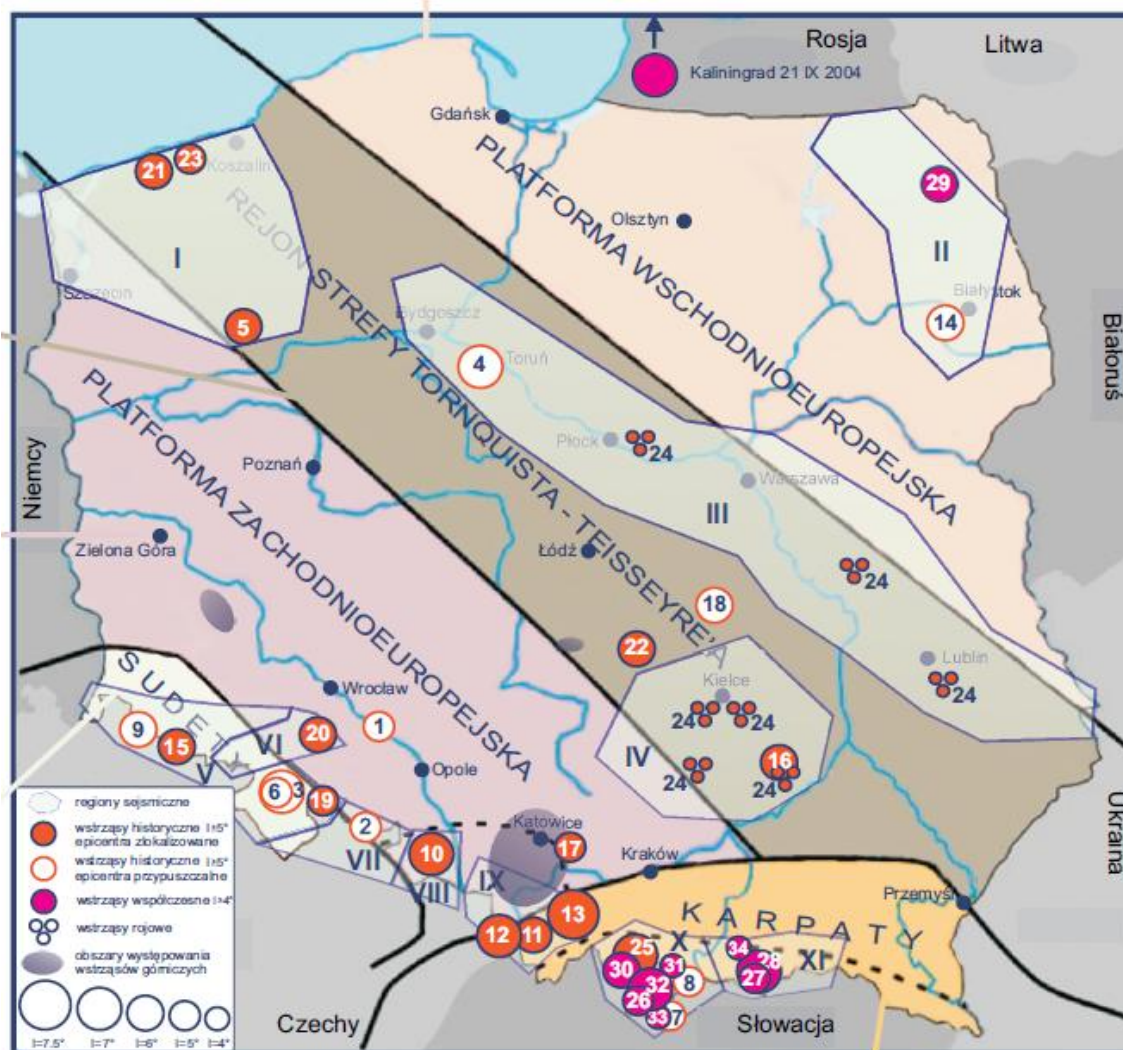 Rosja
Litwa
Kaliningrad 21 IX 2004
Gdańsk
PLATFORMA WSCHODNIOEUROPEJSKA
21
23
Koszalin
29
REJON STREFY TORNQUISTA - TEISSEYRE'A
Olsztyn
I
II
Szczecin
Białystok
Bydgoszcz
5
14
4
Toruń
Białoruś
PLATFORMA ZACHODNIOEUROPEJSKA
Płock
24
Niemcy
Poznań
Warszawa
III
Zielona Góra
Łódź
24
18
22
Lublin
24
SUDETY
Kielce
Wrocław
24
24
9
20
1
15
VI
IV
16
V
Opole
24
24
6
3
19
Ukraina
regiony sejsmiczne
wstrząsy historyczne I≥5°
epicentra zlokalizowane
wstrząsy historyczne I≥5°
epicentra przypuszczalne
wstrząsy współczesne I≥4°
wstrząsy rojowe
obszary występowania
wstrząsów górniczych
I=7.5°
I=7°
I=6°
I=5°
I=4°
2
VII
10
VIII
Katowice
17
IX
Kraków
Przemyśl
13
KARPATY
12
11
25
X
34
XI
30
31
28
8
32
27
26
33
7
Czechy
Słowacja